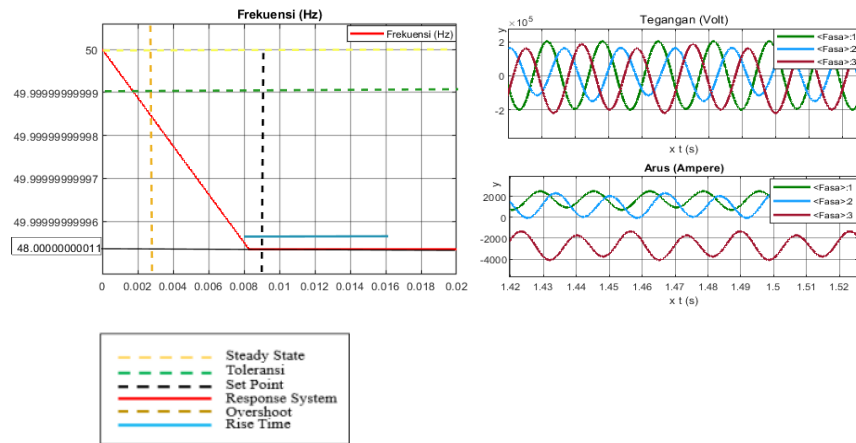 Frekuensi (Hz)
Frekuensi (Hz)
50
49.99999999999
49.99999999998
49.99999999997
49.99999999996
48.00000000011
0 0.002 0.004 0.006 0.008 0.01 0.012 0.014 0.016 0.018 0.02
Tegangan (Volt)
y ×10⁵
<Fasa>:1
<Fasa>:2
<Fasa>:3
2
0
-2
x t (s)
Arus (Ampere)
y
<Fasa>:1
<Fasa>:2
<Fasa>:3
2000
0
-2000
-4000
1.42 1.43 1.44 1.45 1.46 1.47 1.48 1.49 1.5 1.51 1.52
x t (s)
Steady State
Toleransi
Set Point
Response System
Overshoot
Rise Time